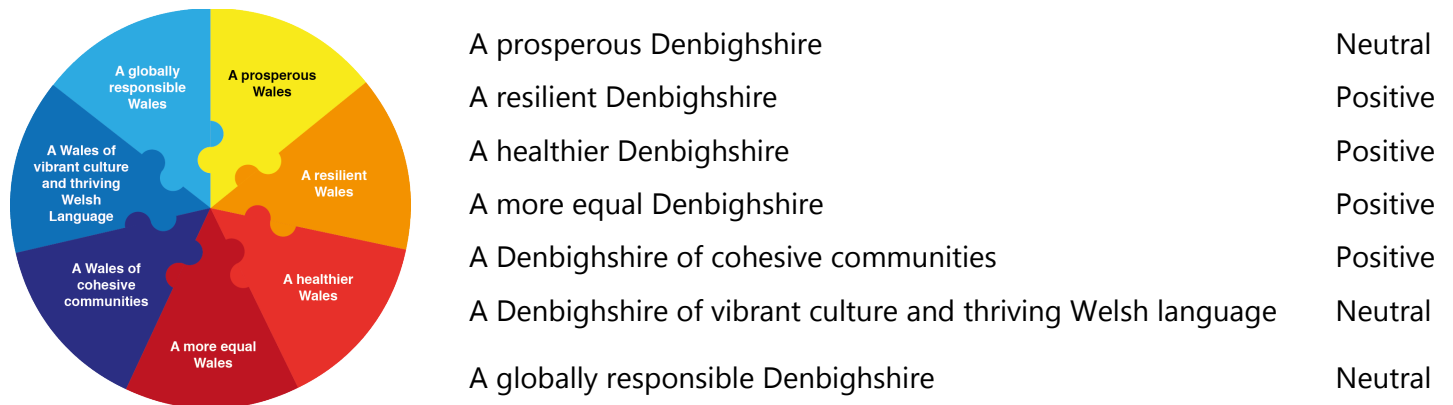 A globally
responsible
Wales
A prosperous
Wales
A resilient
Wales
A healthier
Wales
A more equal
Wales
A Wales of
cohesive
communities
A Wales of
vibrant culture
and thriving
Welsh
Language
A prosperous Denbighshire Neutral
A resilient Denbighshire Positive
A healthier Denbighshire Positive
A more equal Denbighshire Positive
A Denbighshire of cohesive communities Positive
A Denbighshire of vibrant culture and thriving Welsh language Neutral
A globally responsible Denbighshire Neutral